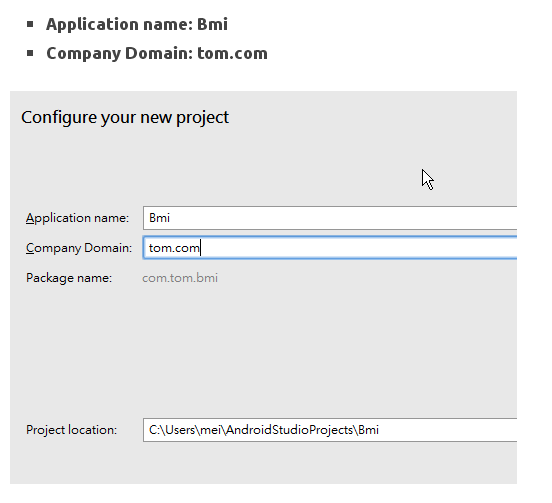 Application name: Bmi
Company Domain: tom.com
Configure your new project
Application name: Bmi
Company Domain: tom.com
Package name: com.tom.bmi
Project location: C:\Users\mei\AndroidStudioProjects\Bmi